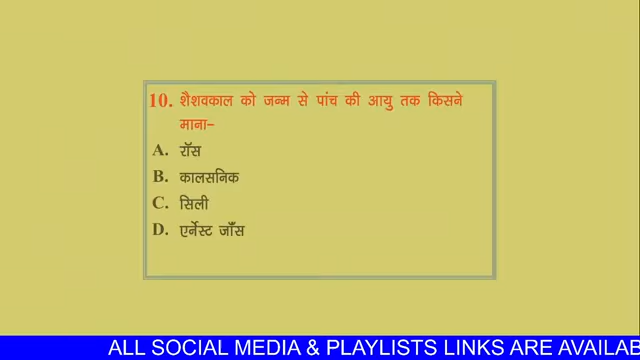 10. शैशवकाल को जन्म से पांच की आयु तक किसने
माना-
A. रॉस
B. कालसनिक
C. सिली
D. एर्नेस्ट जॉंस
ALL SOCIAL MEDIA & PLAYLISTS LINKS ARE AVAILAB